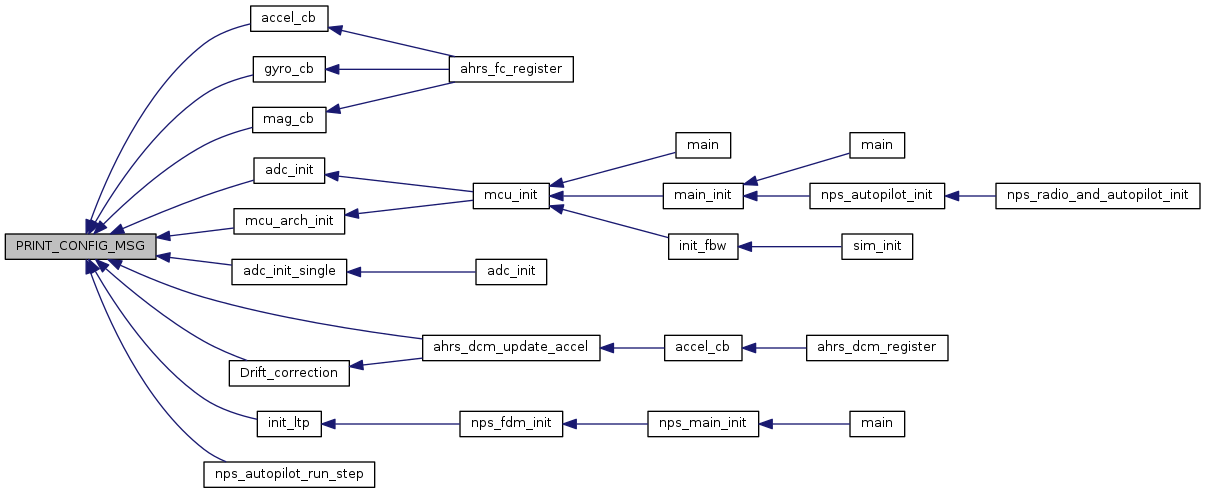 accel_cb
gyro_cb
ahrs_fc_register
mag_cb
main
main
adc_init
mcu_init
main_init
nps_autopilot_init
nps_radio_and_autopilot_init
mcu_arch_init
PRINT_CONFIG_MSG
init_fbw
sim_init
adc_init_single
adc_init
ahrs_dcm_update_accel
accel_cb
ahrs_dcm_register
Drift_correction
init_ltp
nps_fdm_init
nps_main_init
main
nps_autopilot_run_step